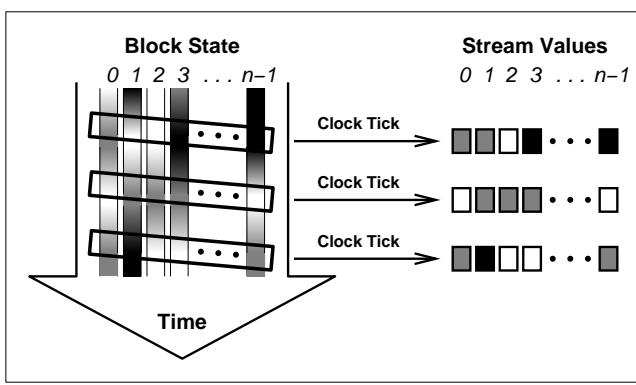 Block State Stream Values
0 1 2 3 . . . n−1 0 1 2 3 . . . n−1
Clock Tick
Clock Tick
Clock Tick
Time